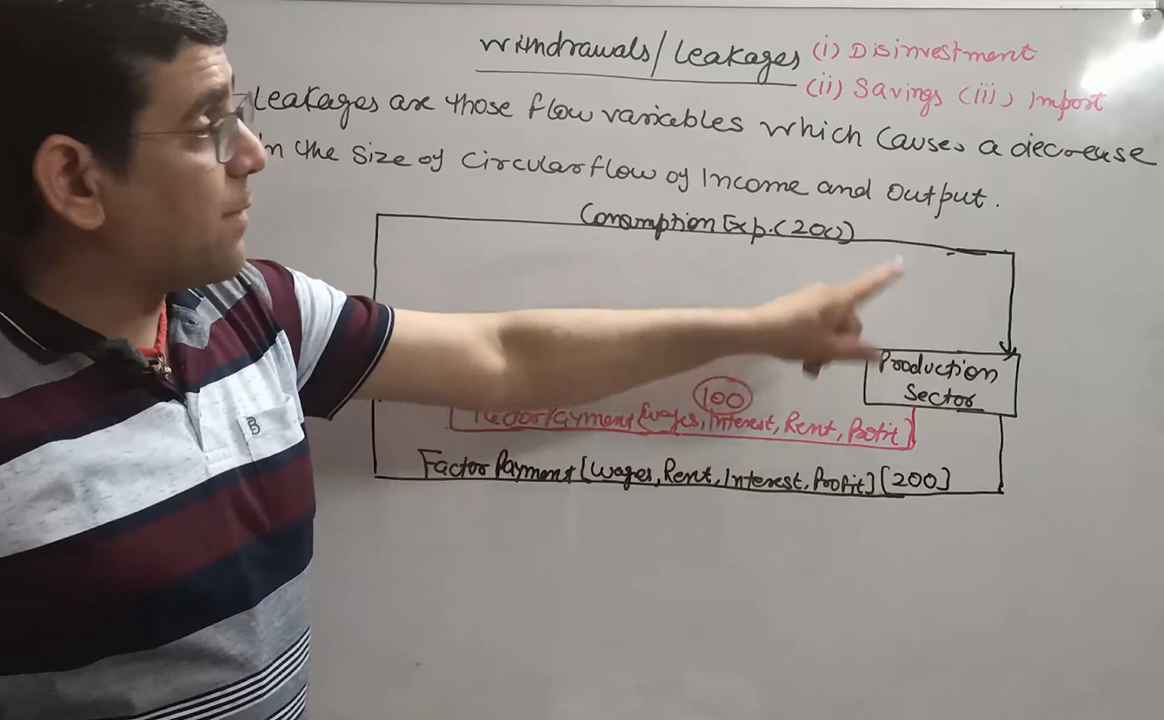 Withdrawals/Leakages (i) Disinvestment
(ii) Savings (iii) Import
Leakages are those flow variables which causes a decrease
in the size of Circular flow of Income and output.
Consumption Exp. (200)
Production
Sector
100
Factor Payment [wages, Interest, Rent, Profit]
Factor Payment [wages, Rent, Interest, Profit] [200]
B